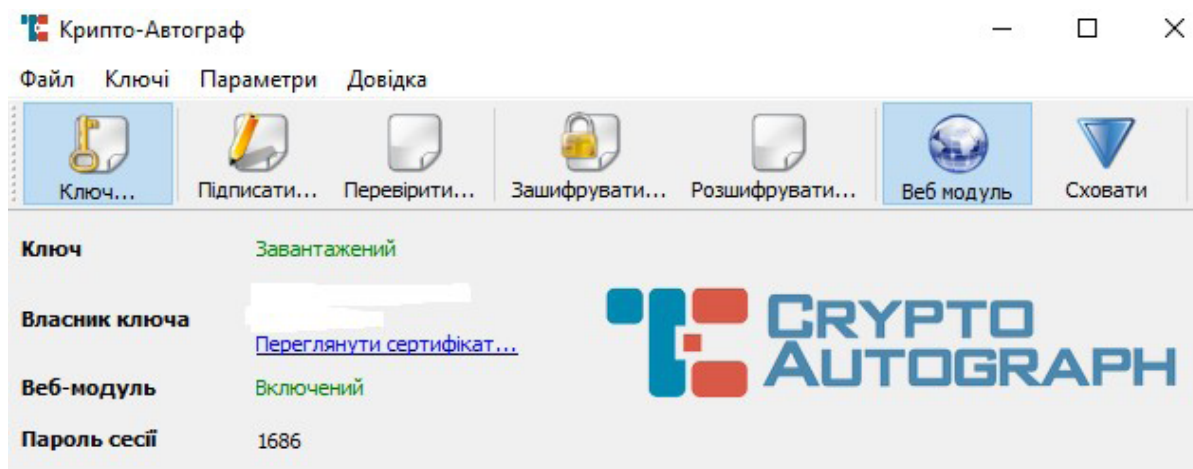 Крипто-Автограф
Файл Ключі Параметри Довідка
Ключ... Підписати... Перевірити... Зашифрувати... Розшифрувати... Веб модуль Сховати
Ключ Завантажений
Власник ключа
Переглянути сертифікат...
CRYPTO
AUTOGRAPH
Веб-модуль Включений
Пароль сесії 1686